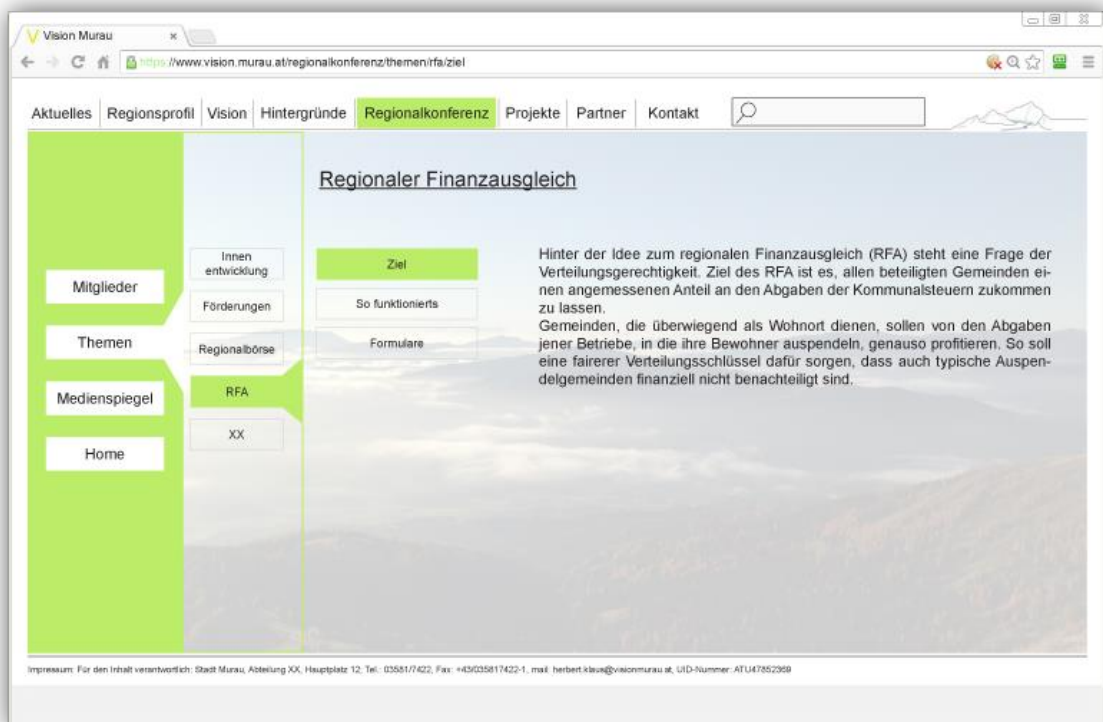 Vision Murau
https://www.vision.murau.at/regionalkonferenz/themen/rfa/ziel
Aktuelles Regionsprofil Vision Hintergründe Regionalkonferenz Projekte Partner Kontakt
Regionaler Finanzausgleich
Mitglieder
Themen
Medienspiegel
Home
Innen
entwicklung
Förderungen
Regionalbörse
RFA
XX
Ziel
So funktionierts
Formulare
Hinter der Idee zum regionalen Finanzausgleich (RFA) steht eine Frage der
Verteilungsgerechtigkeit. Ziel des RFA ist es, allen beteiligten Gemeinden ei-
nen angemessenen Anteil an den Abgaben der Kommunalsteuern zukommen
zu lassen.
Gemeinden, die überwiegend als Wohnort dienen, sollen von den Abgaben
jener Betriebe, in die ihre Bewohner auspendeln, genauso profitieren. So soll
eine fairerer Verteilungsschlüssel dafür sorgen, dass auch typische Auspen-
delgemeinden finanziell nicht benachteiligt sind.
Impressum: Für den Inhalt verantwortlich: Stadt Murau, Abteilung XX, Hauptplatz 12, Tel.: 03581/7422, Fax: +43/035817422-1, mail: herbert.klaus@visionmurau.at, UID-Nummer: ATU47852369